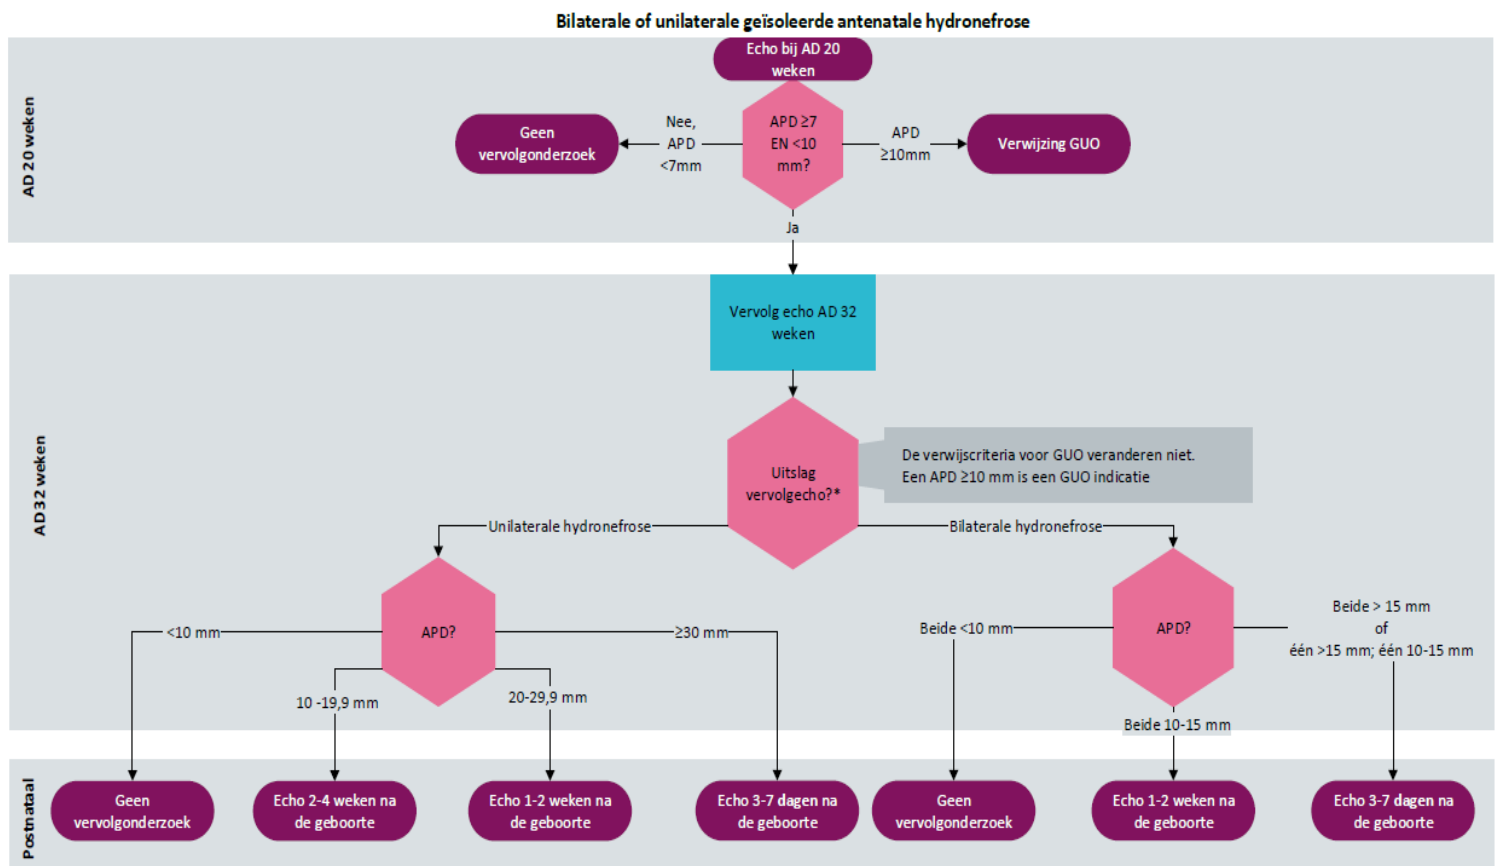 Bilaterale of unilaterale geïsoleerde antenatale hydronefrose
AD 20 weken
Echo bij AD 20
weken
APD ≥7
EN <10
mm?
Nee,
APD
<7mm
Geen
vervolgonderzoek
APD
≥10mm
Verwijzing GUO
Ja
AD 32 weken
Vervolg echo AD 32
weken
Uitslag
vervolgecho?*
De verwijscriteria voor GUO veranderen niet.
Een APD ≥10 mm is een GUO indicatie
Unilaterale hydronefrose
Bilaterale hydronefrose
APD?
<10 mm
10 -19,9 mm
20-29,9 mm
≥30 mm
APD?
Beide <10 mm
Beide 10-15 mm
Beide > 15 mm
of
één >15 mm; één 10-15 mm
Postnataal
Geen
vervolgonderzoek
Echo 2-4 weken na
de geboorte
Echo 1-2 weken na
de geboorte
Echo 3-7 dagen na
de geboorte
Geen
vervolgonderzoek
Echo 1-2 weken na
de geboorte
Echo 3-7 dagen na
de geboorte